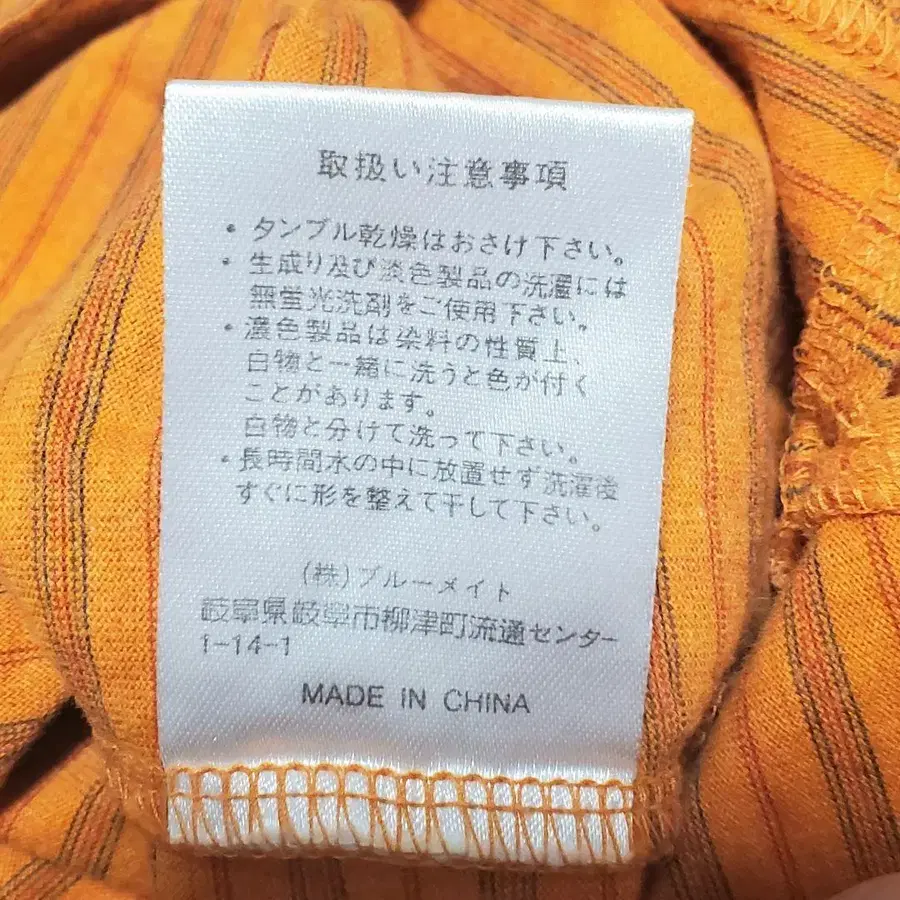 取扱い注意事項
・タンブル乾燥はおさけ下さい。
・生成り及び淡色製品の洗濯には
無蛍光洗剤をご使用下さい。
・濃色製品は染料の性質上、
白物と一緒に洗うと色が付く
ことがあります。
白物と分けて洗って下さい。
・長時間水の中に放置せず洗濯後
すぐに形を整えて干して下さい。
(株)ブルーメイト
岐阜県岐阜市柳津町流通センター
1-14-1
MADE IN CHINA